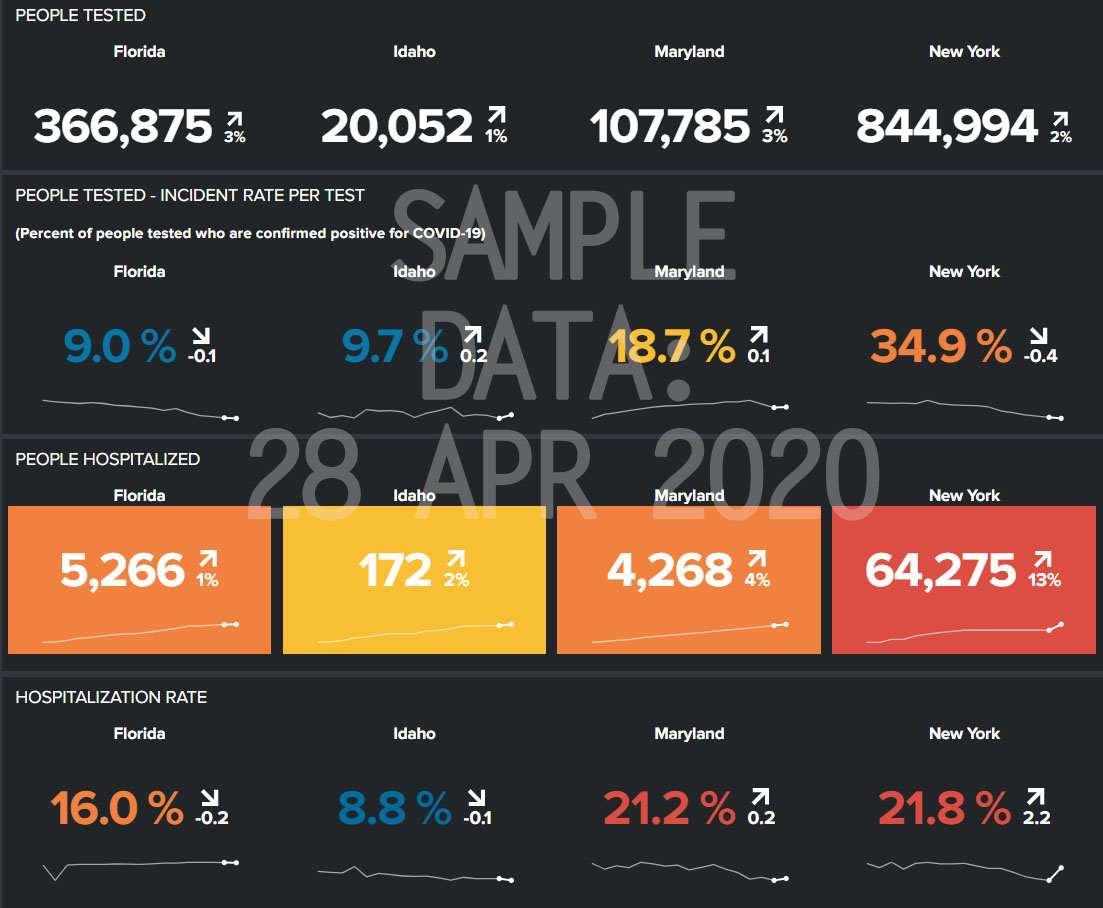 PEOPLE TESTED
Florida Idaho Maryland New York
366,875 3% 20,052 1% 107,785 3% 844,994 2%
PEOPLE TESTED - INCIDENT RATE PER TEST
(Percent of people tested who are confirmed positive for COVID-19)
Florida Idaho Maryland New York
9.0 % -0.1 9.7 % 0.2 18.7 % 0.1 34.9 % -0.4
PEOPLE HOSPITALIZED
Florida Idaho Maryland New York
5,266 1% 172 2% 4,268 4% 64,275 13%
HOSPITALIZATION RATE
Florida Idaho Maryland New York
16.0 % -0.2 8.8 % -0.1 21.2 % 0.2 21.8 % 2.2
SAMPLE
DATA:
28 APR 2020